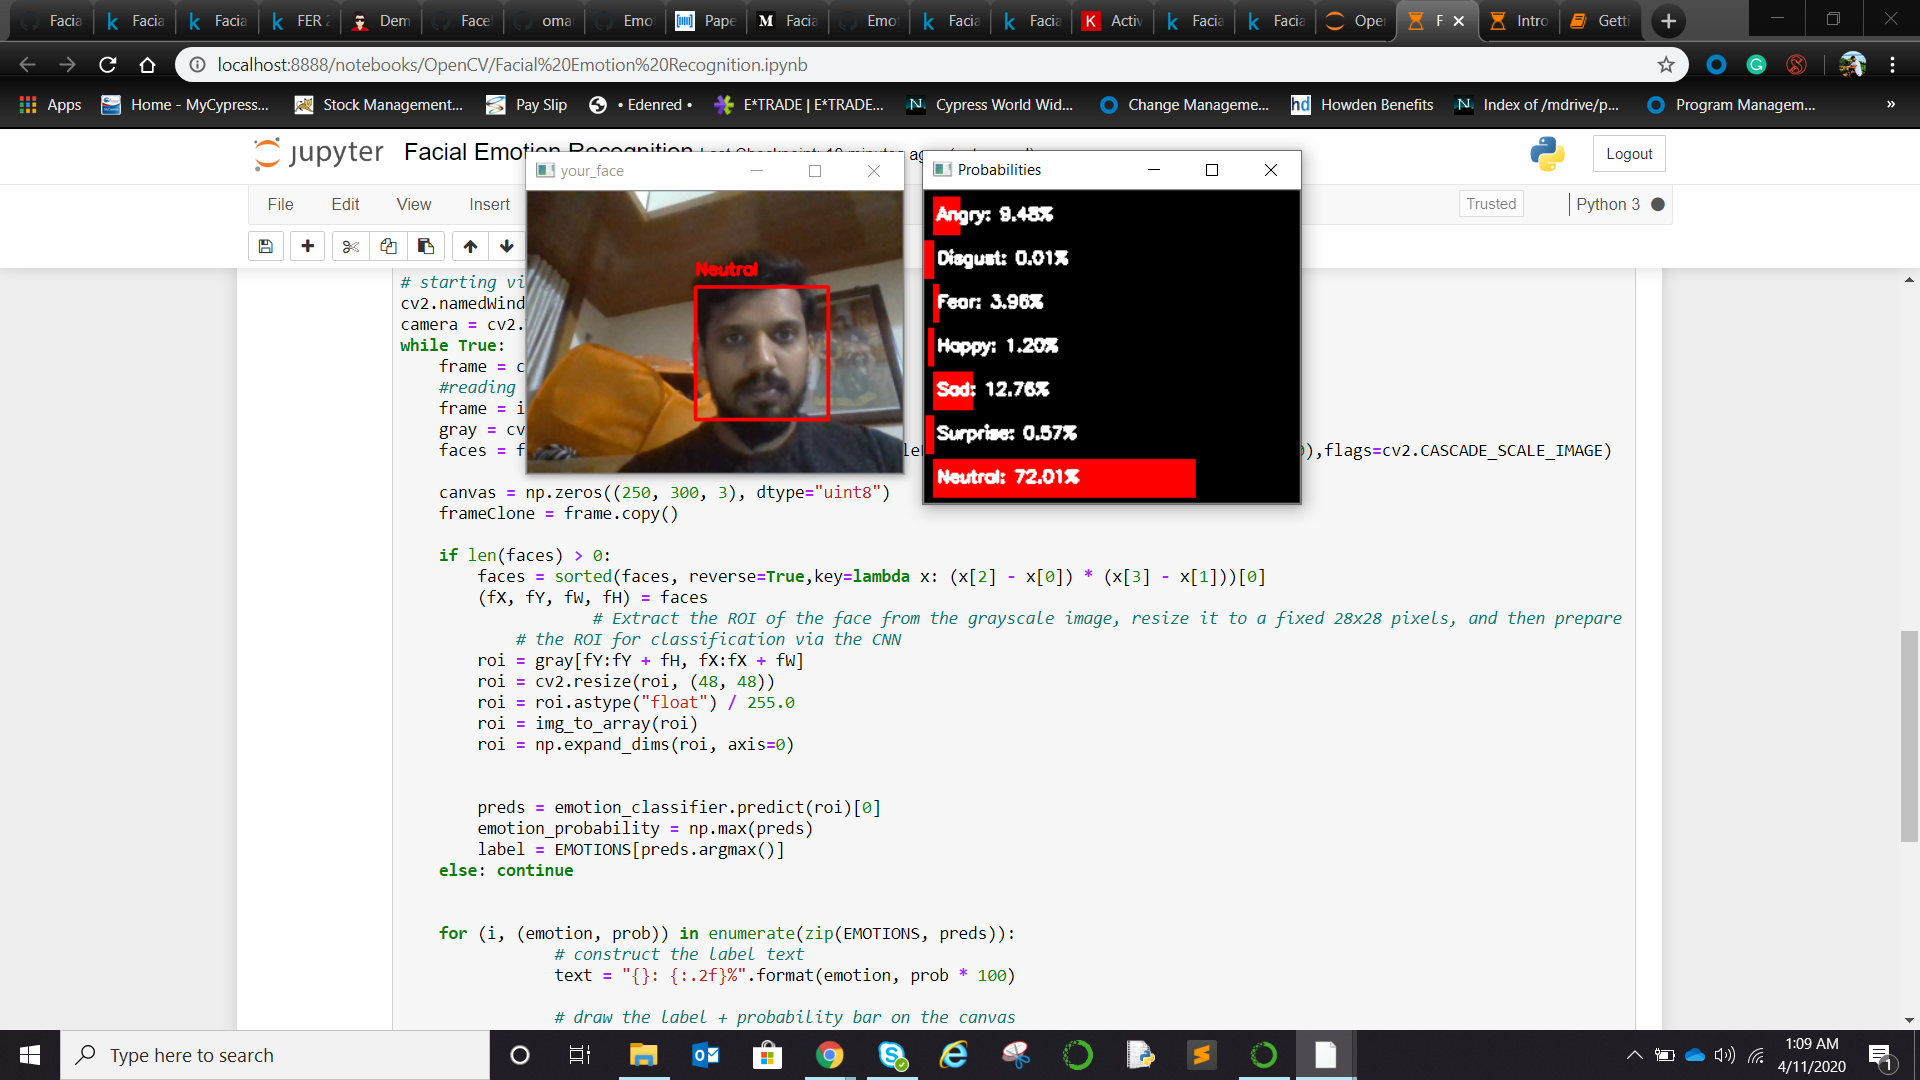 Facia
Facia
Facia
FER 2
Dem
Facel
omar
Emot
Pape
Facia
Emot
Facia
Facia
Activ
Facia
Facia
Oper
F
Intro
Getti
localhost:8888/notebooks/OpenCV/Facial%20Emotion%20Recognition.ipynb
Apps
Home - MyCypress...
Stock Management...
Pay Slip
• Edenred •
E*TRADE | E*TRADE...
Cypress World Wid...
Change Manageme...
Howden Benefits
Index of /mdrive/p...
Program Managem...
»
jupyter Facial Emotion Recognition
Logout
File Edit View Insert
Trusted
Python 3
your_face
Neutral
Probabilities
Angry: 9.48%
Disgust: 0.01%
Fear: 3.96%
Happy: 1.20%
Sad: 12.76%
Surprise: 0.57%
Neutral: 72.01%
# starting vi
cv2.namedWind
camera = cv2.
while True:
frame = c
#reading
frame = i
gray = cv
faces = f
),flags=cv2.CASCADE_SCALE_IMAGE)
canvas = np.zeros((250, 300, 3), dtype="uint8")
frameClone = frame.copy()
if len(faces) > 0:
faces = sorted(faces, reverse=True,key=lambda x: (x[2] - x[0]) * (x[3] - x[1]))[0]
(fX, fY, fW, fH) = faces
# Extract the ROI of the face from the grayscale image, resize it to a fixed 28x28 pixels, and then prepare
# the ROI for classification via the CNN
roi = gray[fY:fY + fH, fX:fX + fW]
roi = cv2.resize(roi, (48, 48))
roi = roi.astype("float") / 255.0
roi = img_to_array(roi)
roi = np.expand_dims(roi, axis=0)
preds = emotion_classifier.predict(roi)[0]
emotion_probability = np.max(preds)
label = EMOTIONS[preds.argmax()]
else: continue
for (i, (emotion, prob)) in enumerate(zip(EMOTIONS, preds)):
# construct the label text
text = "{}: {:.2f}%".format(emotion, prob * 100)
# draw the label + probability bar on the canvas
Type here to search
1:09 AM
4/11/2020
1